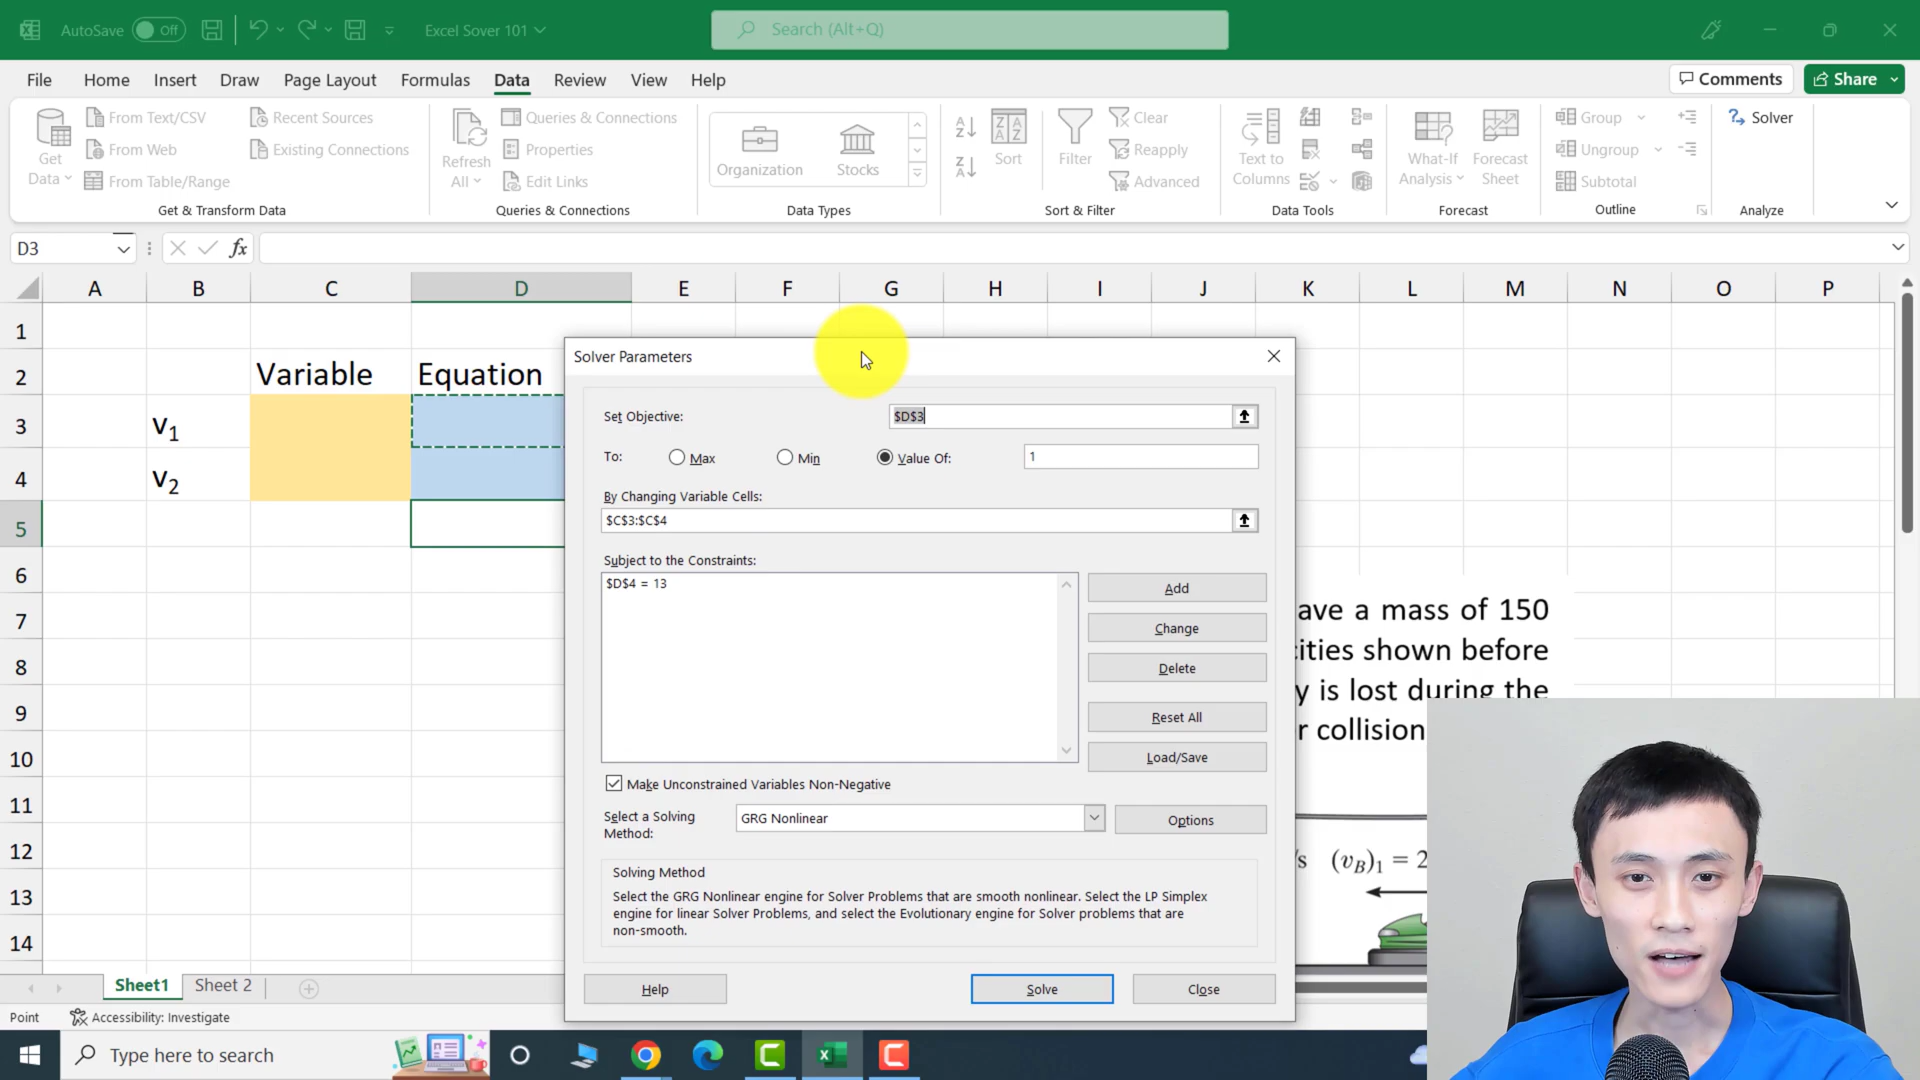 AutoSave Off Excel Sover 101 Search (Alt+Q)
File Home Insert Draw Page Layout Formulas Data Review View Help Comments Share
Get Data
From Text/CSV
From Web
From Table/Range
Recent Sources
Existing Connections
Get & Transform Data
Refresh All
Queries & Connections
Properties
Edit Links
Queries & Connections
Organization
Stocks
Data Types
Sort
Filter
Clear
Reapply
Advanced
Sort & Filter
Text to Columns
Data Tools
What-If Analysis
Forecast Sheet
Forecast
Group
Ungroup
Subtotal
Outline
Solver
Analyze
D3 fx
A B C D E F G H I J K L M N O P
1
2 Variable Equation
3 v1
4 v2
5
6
7
8
9
10
11
12
13
14
Solver Parameters
Set Objective: $D$3
To: Max Min Value Of: 1
By Changing Variable Cells:
$C$3:$C$4
Subject to the Constraints:
$D$4 = 13
Add
Change
Delete
Reset All
Load/Save
Make Unconstrained Variables Non-Negative
Select a Solving Method: GRG Nonlinear Options
Solving Method
Select the GRG Nonlinear engine for Solver Problems that are smooth nonlinear. Select the LP Simplex
engine for linear Solver Problems, and select the Evolutionary engine for Solver problems that are
non-smooth.
Help Solve Close
ave a mass of 150
cities shown before
y is lost during the
r collision
/s (vB)1 = 2
Sheet1 Sheet 2
Point Accessibility: Investigate
Type here to search